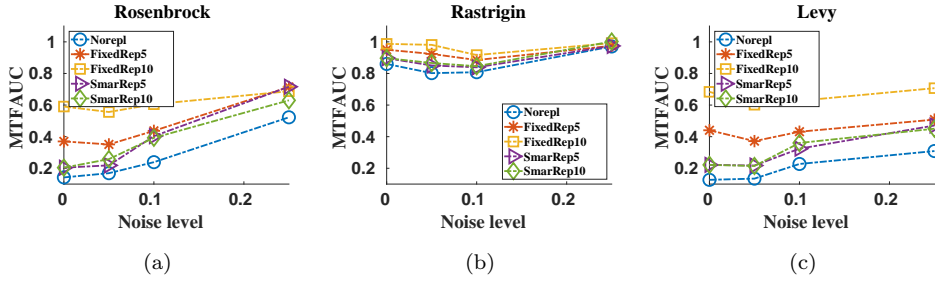 Rosenbrock
MTFAUC
1
0.8
0.6
0.4
0.2
0
0.1
0.2
Noise level
Norepl
FixedRep5
FixedRep10
SmarRep5
SmarRep10
(a)
Rastrigin
MTFAUC
1
0.8
0.6
0.4
0.2
0
0.1
0.2
Noise level
Norepl
FixedRep5
FixedRep10
SmarRep5
SmarRep10
(b)
Levy
MTFAUC
1
0.8
0.6
0.4
0.2
0
0.1
0.2
Noise level
Norepl
FixedRep5
FixedRep10
SmarRep5
SmarRep10
(c)